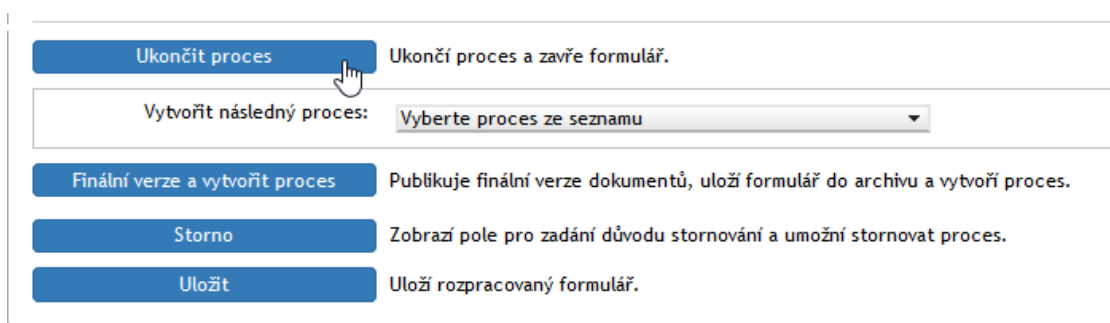 Ukončit proces Ukončí proces a zavře formulář.
Vytvořit následný proces: Vyberte proces ze seznamu
Finální verze a vytvořit proces Publikuje finální verze dokumentů, uloží formulář do archivu a vytvoří proces.
Storno Zobrazí pole pro zadání důvodu stornování a umožní stornovat proces.
Uložit Uloží rozpracovaný formulář.